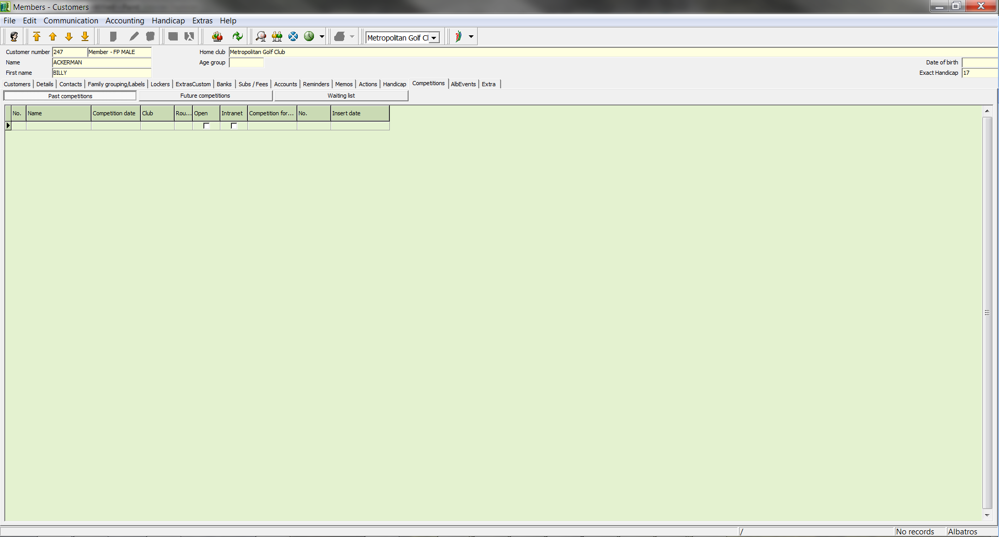 Members - Customers
File Edit Communication Accounting Handicap Extras Help
Metropolitan Golf Cl
Customer number 247 Member - FP MALE Home club Metropolitan Golf Club
Name ACKERMAN Age group Date of birth
First name BILLY Exact Handicap 17
Customers Details Contacts Family grouping/Labels Lockers ExtrasCustom Banks Subs / Fees Accounts Reminders Memos Actions Handicap Competitions AlbEvents Extra
Past competitions Future competitions Waiting list
No. Name Competition date Club Rou... Open Intranet Competition for... No. Insert date
/ No records Albatros